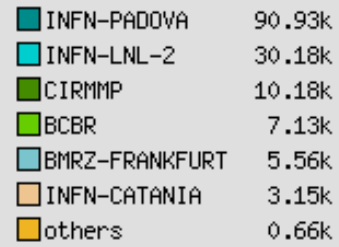 INFN-PADOVA 90.93k
INFN-LNL-2 30.18k
CIRMMP 10.18k
BCBR 7.13k
BMRZ-FRANKFURT 5.56k
INFN-CATANIA 3.15k
others 0.66k